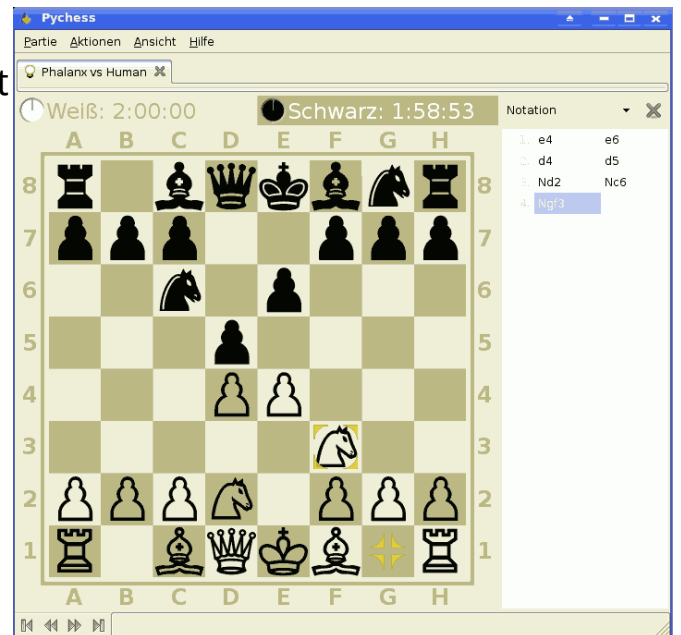 Pychess
Partie Aktionen Ansicht Hilfe
t
Phalanx vs Human
Weiß: 2:00:00 Schwarz: 1:58:53 Notation
A B C D E F G H
1. e4 e6
2. d4 d5
3. Nd2 Nc6
4. Ngf3
8 8
7 7
6 6
5 5
4 4
3 3
2 2
1 1
A B C D E F G H